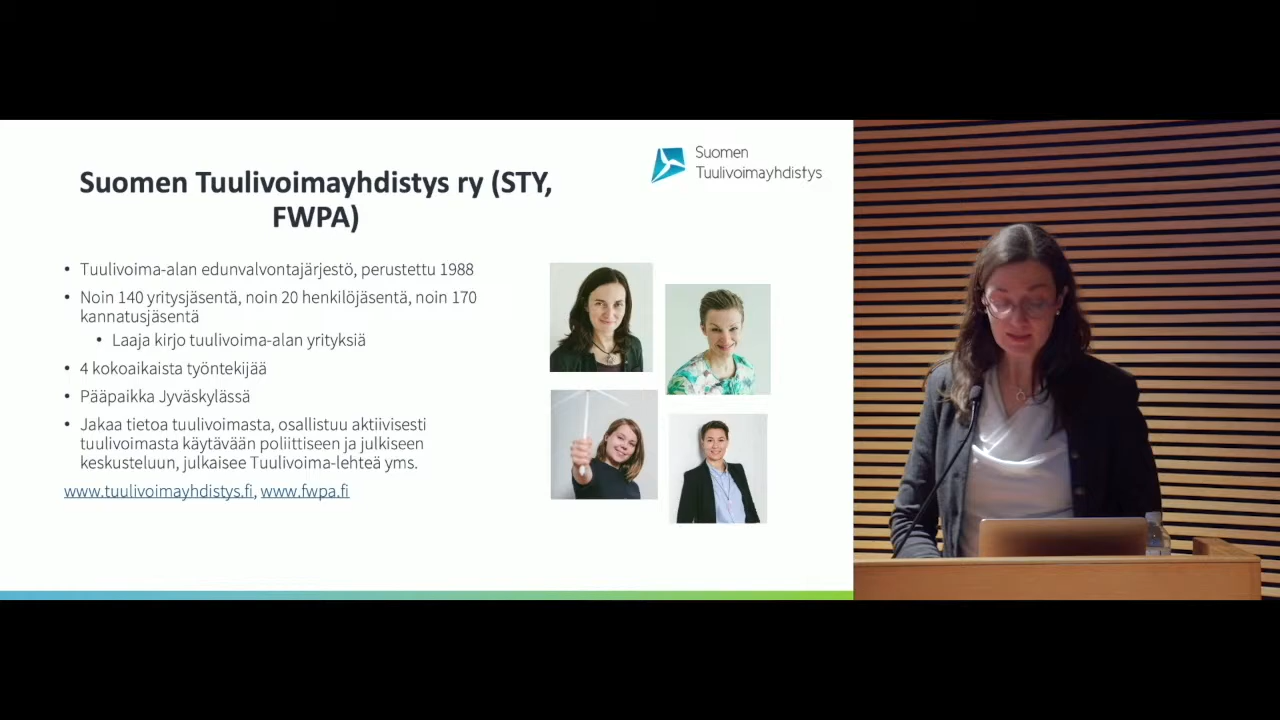 Suomen
Tuulivoimayhdistys
Suomen Tuulivoimayhdistys ry (STY,
FWPA)
• Tuulivoima-alan edunvalvontajärjestö, perustettu 1988
• Noin 140 yritysjäsentä, noin 20 henkilöjäsentä, noin 170
kannatusjäsentä
• Laaja kirjo tuulivoima-alan yrityksiä
• 4 kokoaikaista työntekijää
• Pääpaikka Jyväskylässä
• Jakaa tietoa tuulivoimasta, osallistuu aktiivisesti
tuulivoimasta käytävään poliittiseen ja julkiseen
keskusteluun, julkaisee Tuulivoima-lehteä yms.
www.tuulivoimayhdistys.fi, www.fwpa.fi